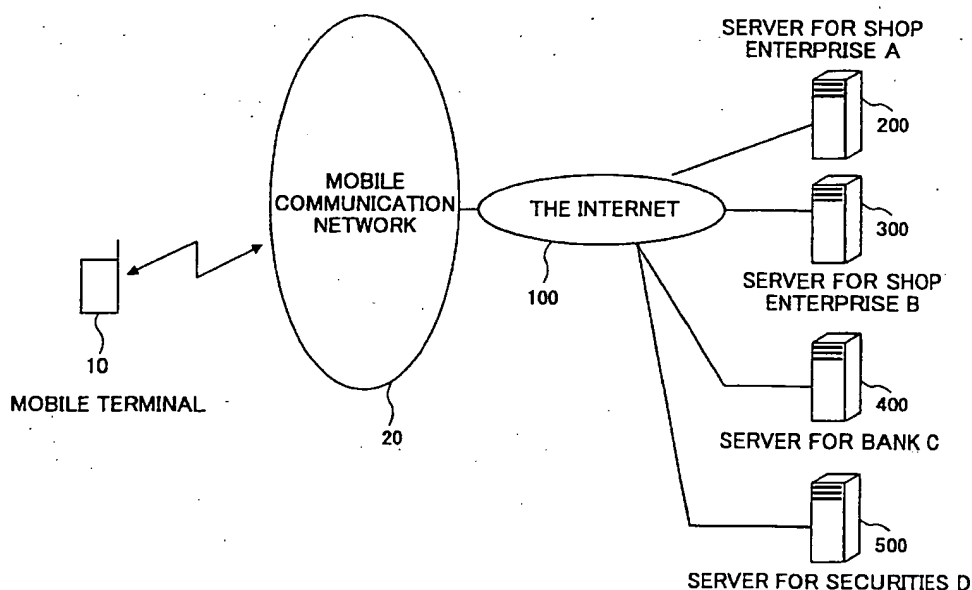 SERVER FOR SHOP
ENTERPRISE A
200
MOBILE
COMMUNICATION
NETWORK
THE INTERNET
300
100
SERVER FOR SHOP
ENTERPRISE B
10
MOBILE TERMINAL
20
400
SERVER FOR BANK C
500
SERVER FOR SECURITIES D